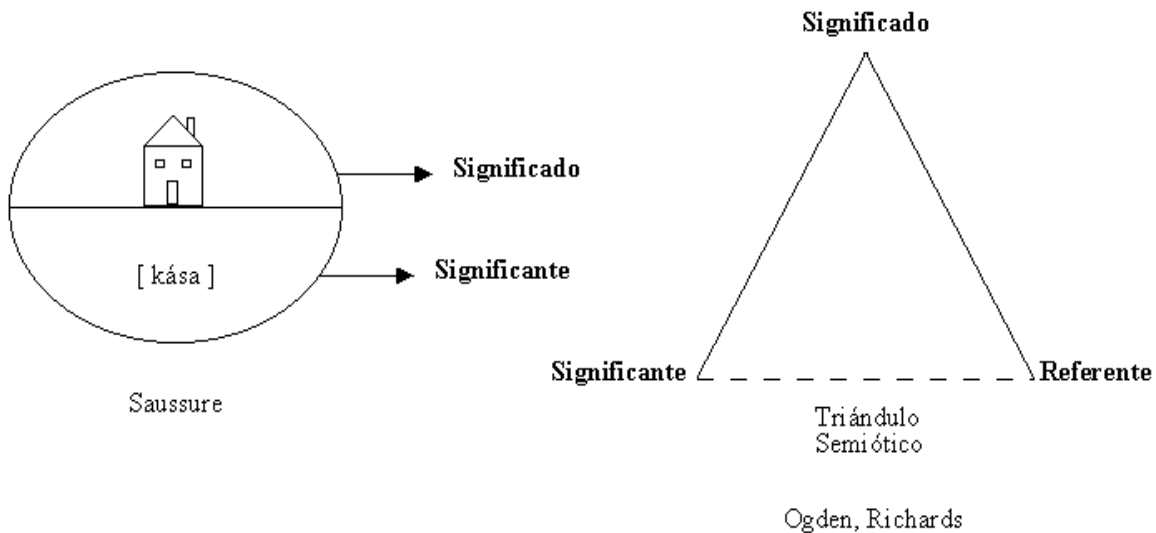 Significado
Significado
[ kása ]
Significante
Significante
Referente
Saussure
Triándulo
Semiótico
Ogden, Richards